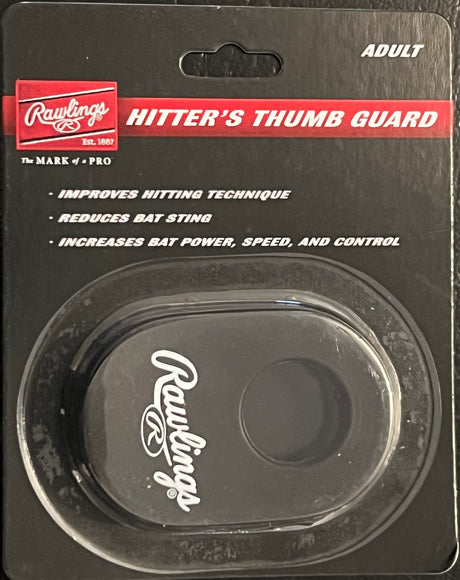 ADULT
Rawlings®
R
Est. 1887
The MARK of a PRO™
HITTER'S THUMB GUARD
- IMPROVES HITTING TECHNIQUE
- REDUCES BAT STING
- INCREASES BAT POWER, SPEED, AND CONTROL
Rawlings®
R